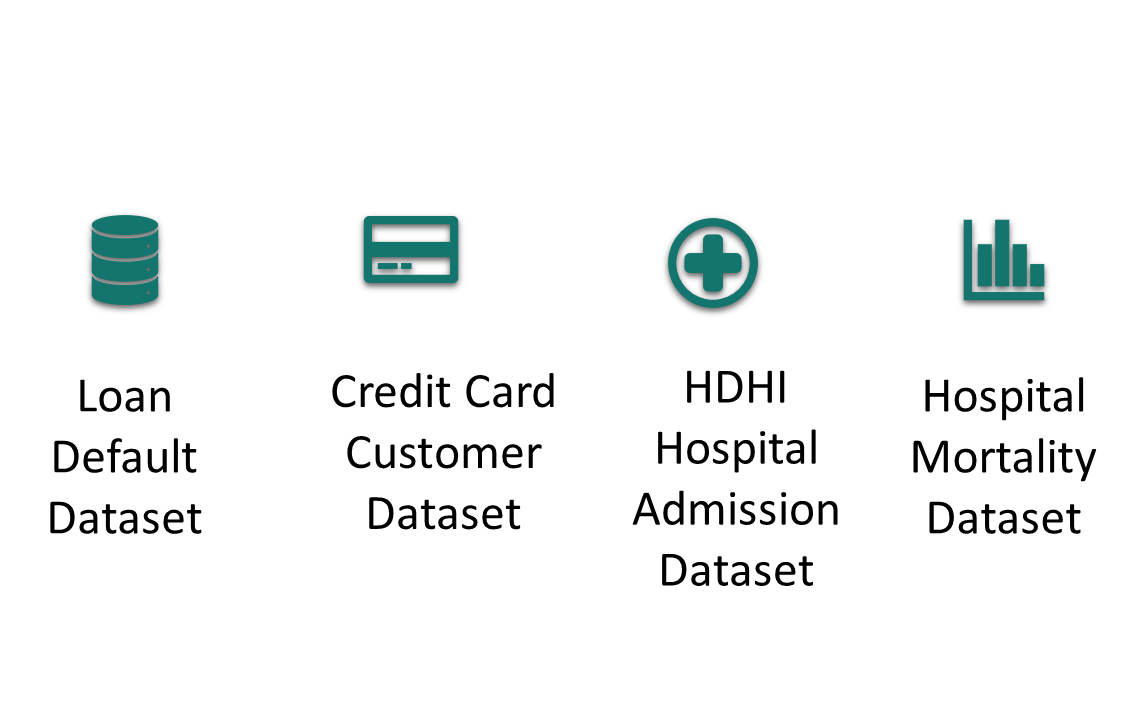 Loan
Default
Dataset
Credit Card
Customer
Dataset
HDHI
Hospital
Admission
Dataset
Hospital
Mortality
Dataset